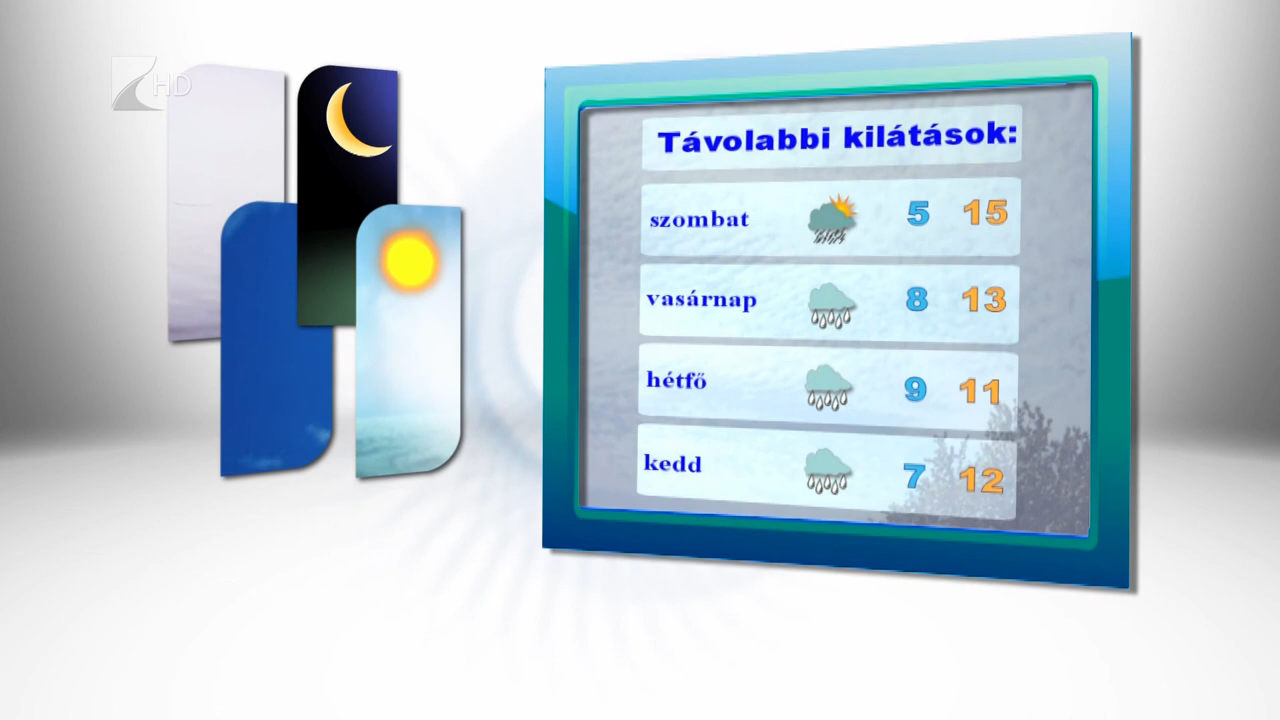 HD
Távolabbi kilátások:
szombat 5 15
vasárnap 8 13
hétfő 9 11
kedd 7 12